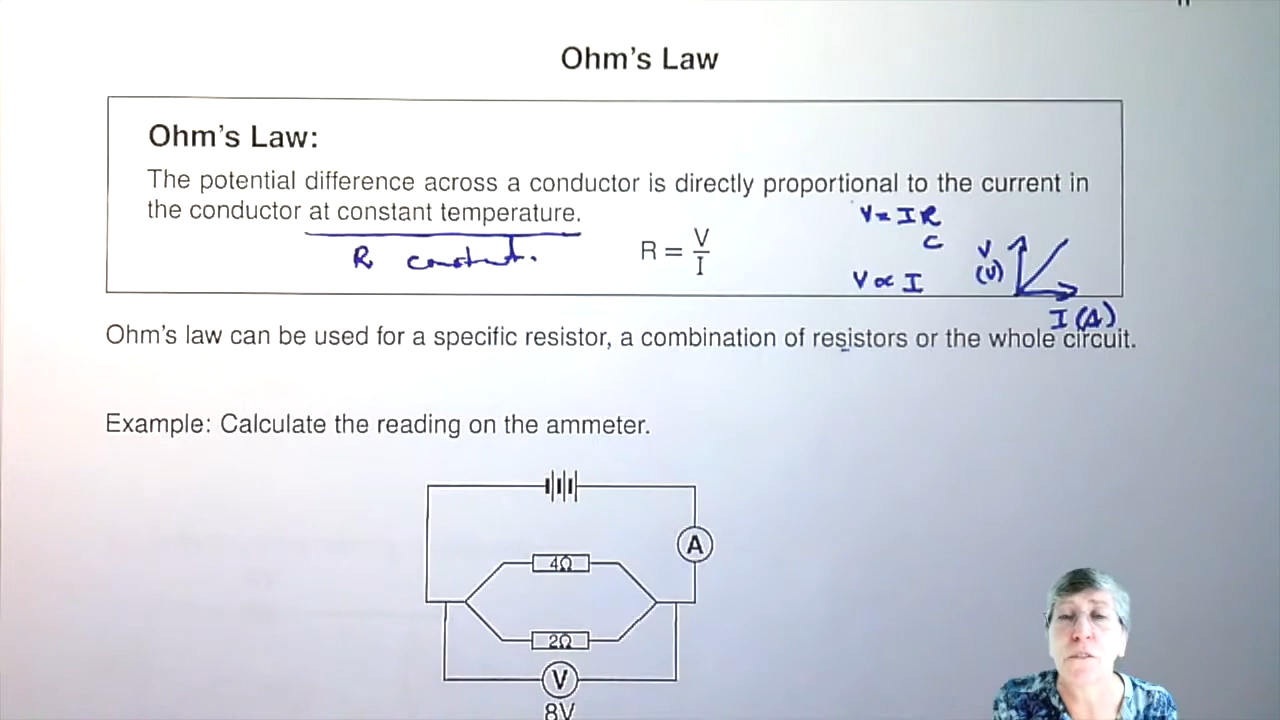 Ohm's Law
Ohm's Law:
The potential difference across a conductor is directly proportional to the current in
the conductor at constant temperature.
V = I R
C
R constant.
R = V/I
V ∝ I
V
(V)
I (A)
Ohm's law can be used for a specific resistor, a combination of resistors or the whole circuit.
Example: Calculate the reading on the ammeter.
A
4Ω
2Ω
V
8V